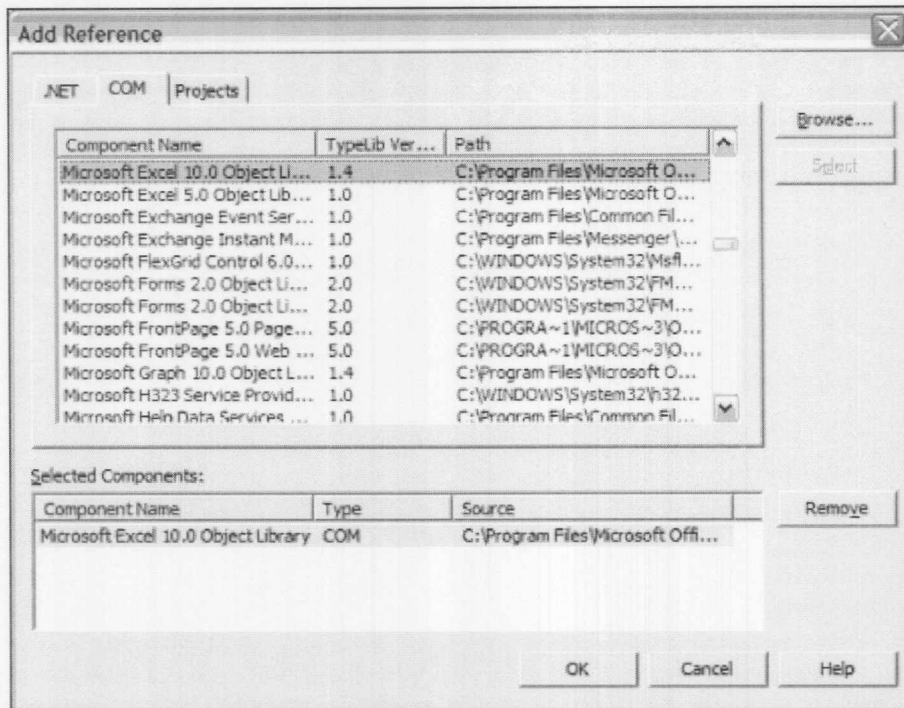 Add Reference
.NET COM Projects
Component Name TypeLib Ver... Path
Microsoft Excel 10.0 Object Li... 1.4 C:\Program Files\Microsoft O...
Microsoft Excel 5.0 Object Lib... 1.0 C:\Program Files\Microsoft O...
Microsoft Exchange Event Ser... 1.0 C:\Program Files\Common Fil...
Microsoft Exchange Instant M... 1.0 C:\Program Files\Messenger\...
Microsoft FlexGrid Control 6.0... 1.0 C:\WINDOWS\System32\Msfl...
Microsoft Forms 2.0 Object Li... 2.0 C:\WINDOWS\System32\FM...
Microsoft Forms 2.0 Object Li... 2.0 C:\WINDOWS\System32\FM...
Microsoft FrontPage 5.0 Page... 5.0 C:\PROGRA~1\MICROS~3\O...
Microsoft FrontPage 5.0 Web ... 5.0 C:\PROGRA~1\MICROS~3\O...
Microsoft Graph 10.0 Object L... 1.4 C:\Program Files\Microsoft O...
Microsoft H323 Service Provid... 1.0 C:\WINDOWS\System32\h32...
Microsoft Help Data Services ... 1.0 C:\Program Files\Common Fil...
Browse...
Select
Selected Components:
Component Name Type Source
Microsoft Excel 10.0 Object Library COM C:\Program Files\Microsoft Offi...
Remove
OK Cancel Help